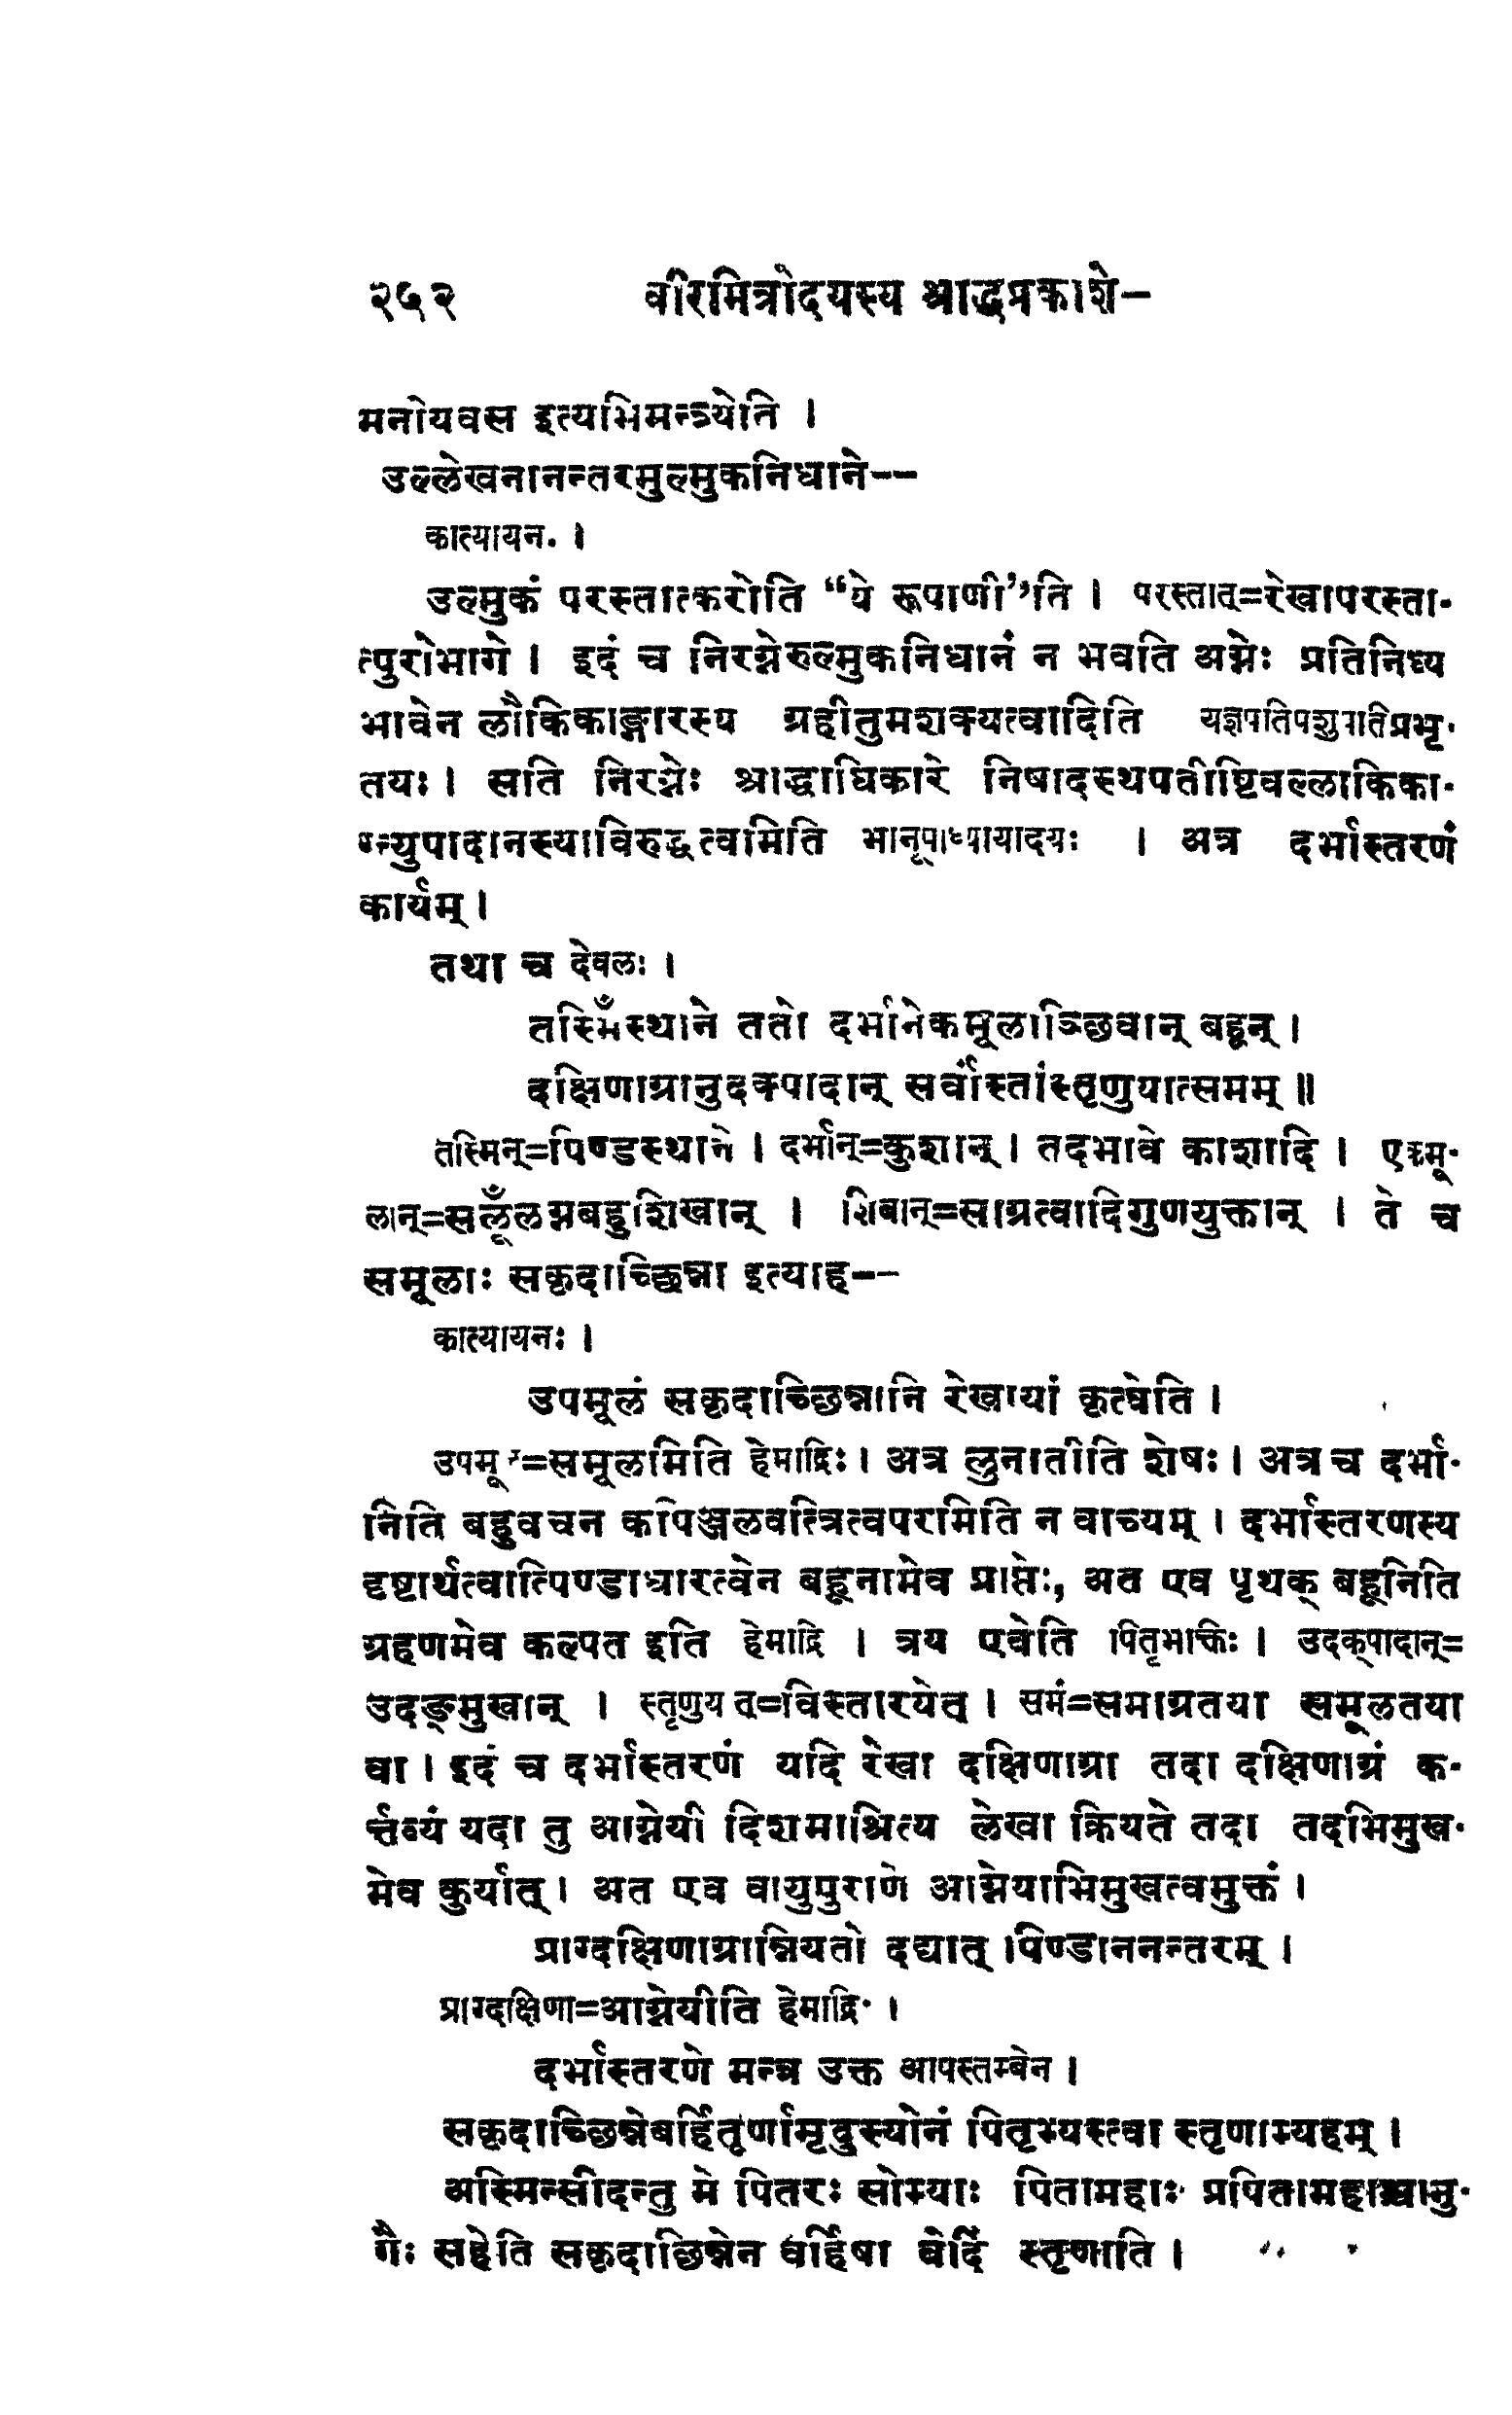 २५२ वीरमित्रोदयस्य श्राद्धप्रकाशे-
मनोयवस इत्यभिमन्त्र्येति ।
उल्लेखनानन्तरमुल्मुकनिधाने--
कात्यायन. ।
उल्मुकं परस्तात्करोति “ये रूपाणी”ति । परस्तात्=रेखापरस्ता-
त्पुरोभागे । इदं च निरग्नेरुल्मुकनिधानं न भवति अग्नेः प्रतिनिध्य
भावेन लौकिकाङ्गारस्य ग्रहीतुमशक्यत्वादिति यज्ञपतिपशुपतिप्रभृ-
तयः । सति निरग्नेः श्राद्धाधिकारे निषादस्थपतीष्टिवल्लौकिका-
ग्न्युपादानस्याविरुद्धत्वमिति भानूपाध्यायादयः । अत्र दर्भास्तरणं
कार्यम् ।
तथा च देवलः ।
तस्मिँस्थाने ततो दर्भानेकमूलाञ्छिवान् बहून् ।
दक्षिणाग्रानुदक्पादान् सर्वांस्तांस्तृणुयात्समम् ॥
तस्मिन्=पिण्डस्थाने । दर्भान्=कुशान् । तदभावे काशादि । एकमू-
लान्=सलूँलग्नबहुशिखान् । शिवान्=साग्रत्वादिगुणयुक्तान् । ते च
समूलाः सकृदाच्छिन्ना इत्याह--
कात्यायनः ।
उपमूलं सकृदाच्छिन्नानि रेखायां कृत्वेति ।
=समूलमिति हेमाद्रिः । अत्र लुनातीति शेषः । अत्र च दर्भा-
निति बहुवचन कपिञ्जलवत्त्रित्वपरमिति न वाच्यम् । दर्भास्तरणस्य
दृष्टार्थत्वात्पिण्डाधारत्वेन बहूनामेव प्राप्तेः, अत एव पृथक् बहूनिति
ग्रहणमेव कल्पत इति हेमाद्रि । त्रय एवेति पितृभक्तिः । उदक्पादान्=
उदङ्मुखान् । स्तृणुय त्=विस्तारयेत् । समं=समाग्रतया समूलतया
वा । इदं च दर्भास्तरणं यदि रेखा दक्षिणाग्रा तदा दक्षिणाग्रं क-
र्त्तव्यं यदा तु आग्नेयी दिशमाश्रित्य लेखा क्रियते तदा तदभिमुख-
मेव कुर्यात् । अत एव वायुपुराणे आग्नेयाभिमुखत्वमुक्तं ।
प्राग्दक्षिणाग्रान्नियतो दद्यात् पिण्डाननन्तरम् ।
प्राग्दक्षिणा=आग्नेयीति हेमाद्रि. ।
दर्भास्तरणे मन्त्र उक्त आपस्तम्बेन ।
सकृदाच्छिन्नेबर्हितूर्णामृदुस्योनं पितृभ्यस्त्वा स्तृणाम्यहम् ।
अस्मिन्सीदन्तु मे पितरः सोम्याः पितामहाः प्रपितामहाश्चानु-
गैः सहेति सकृदाछिन्नेन बर्हिषा वेदिं स्तृणाति ।